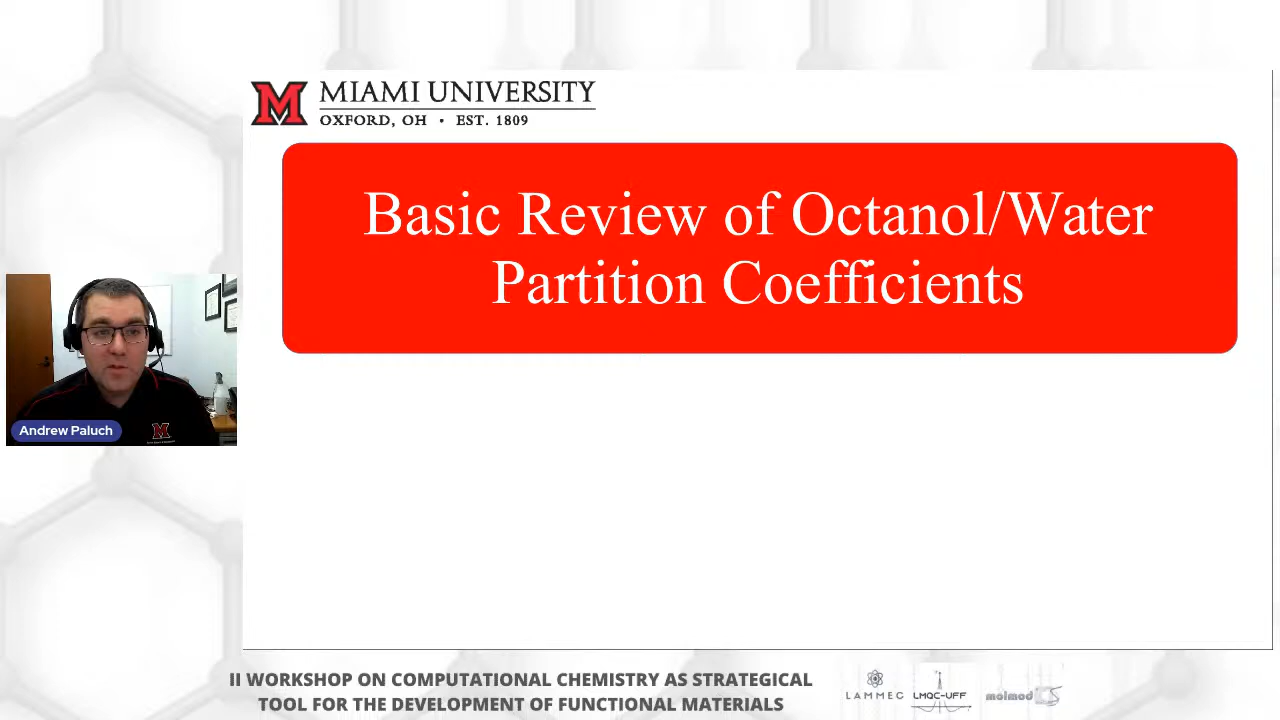 MIAMI UNIVERSITY
OXFORD, OH • EST. 1809
Basic Review of Octanol/Water
Partition Coefficients
Andrew Paluch
II WORKSHOP ON COMPUTATIONAL CHEMISTRY AS STRATEGICAL
TOOL FOR THE DEVELOPMENT OF FUNCTIONAL MATERIALS
LAMMEC
LMQC-UFF
molmod CS